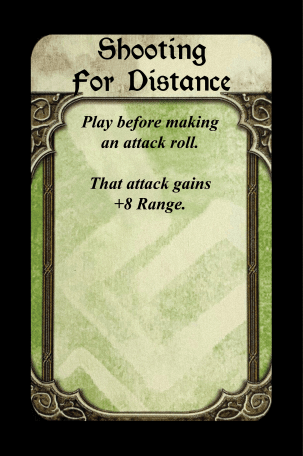 Shooting
For Distance
Play before making
an attack roll.
That attack gains
+8 Range.